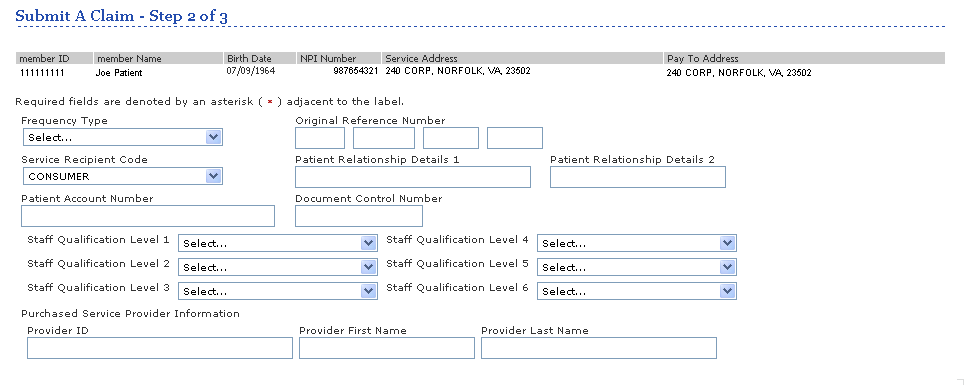 Submit A Claim - Step 2 of 3
member ID member Name Birth Date NPI Number Service Address Pay To Address
111111111 Joe Patient 07/09/1964 987654321 240 CORP, NORFOLK, VA, 23502 240 CORP, NORFOLK, VA, 23502
Required fields are denoted by an asterisk ( * ) adjacent to the label.
Frequency Type Original Reference Number
Select...
Service Recipient Code Patient Relationship Details 1 Patient Relationship Details 2
CONSUMER
Patient Account Number Document Control Number
Staff Qualification Level 1 Select... Staff Qualification Level 4 Select...
Staff Qualification Level 2 Select... Staff Qualification Level 5 Select...
Staff Qualification Level 3 Select... Staff Qualification Level 6 Select...
Purchased Service Provider Information
Provider ID Provider First Name Provider Last Name